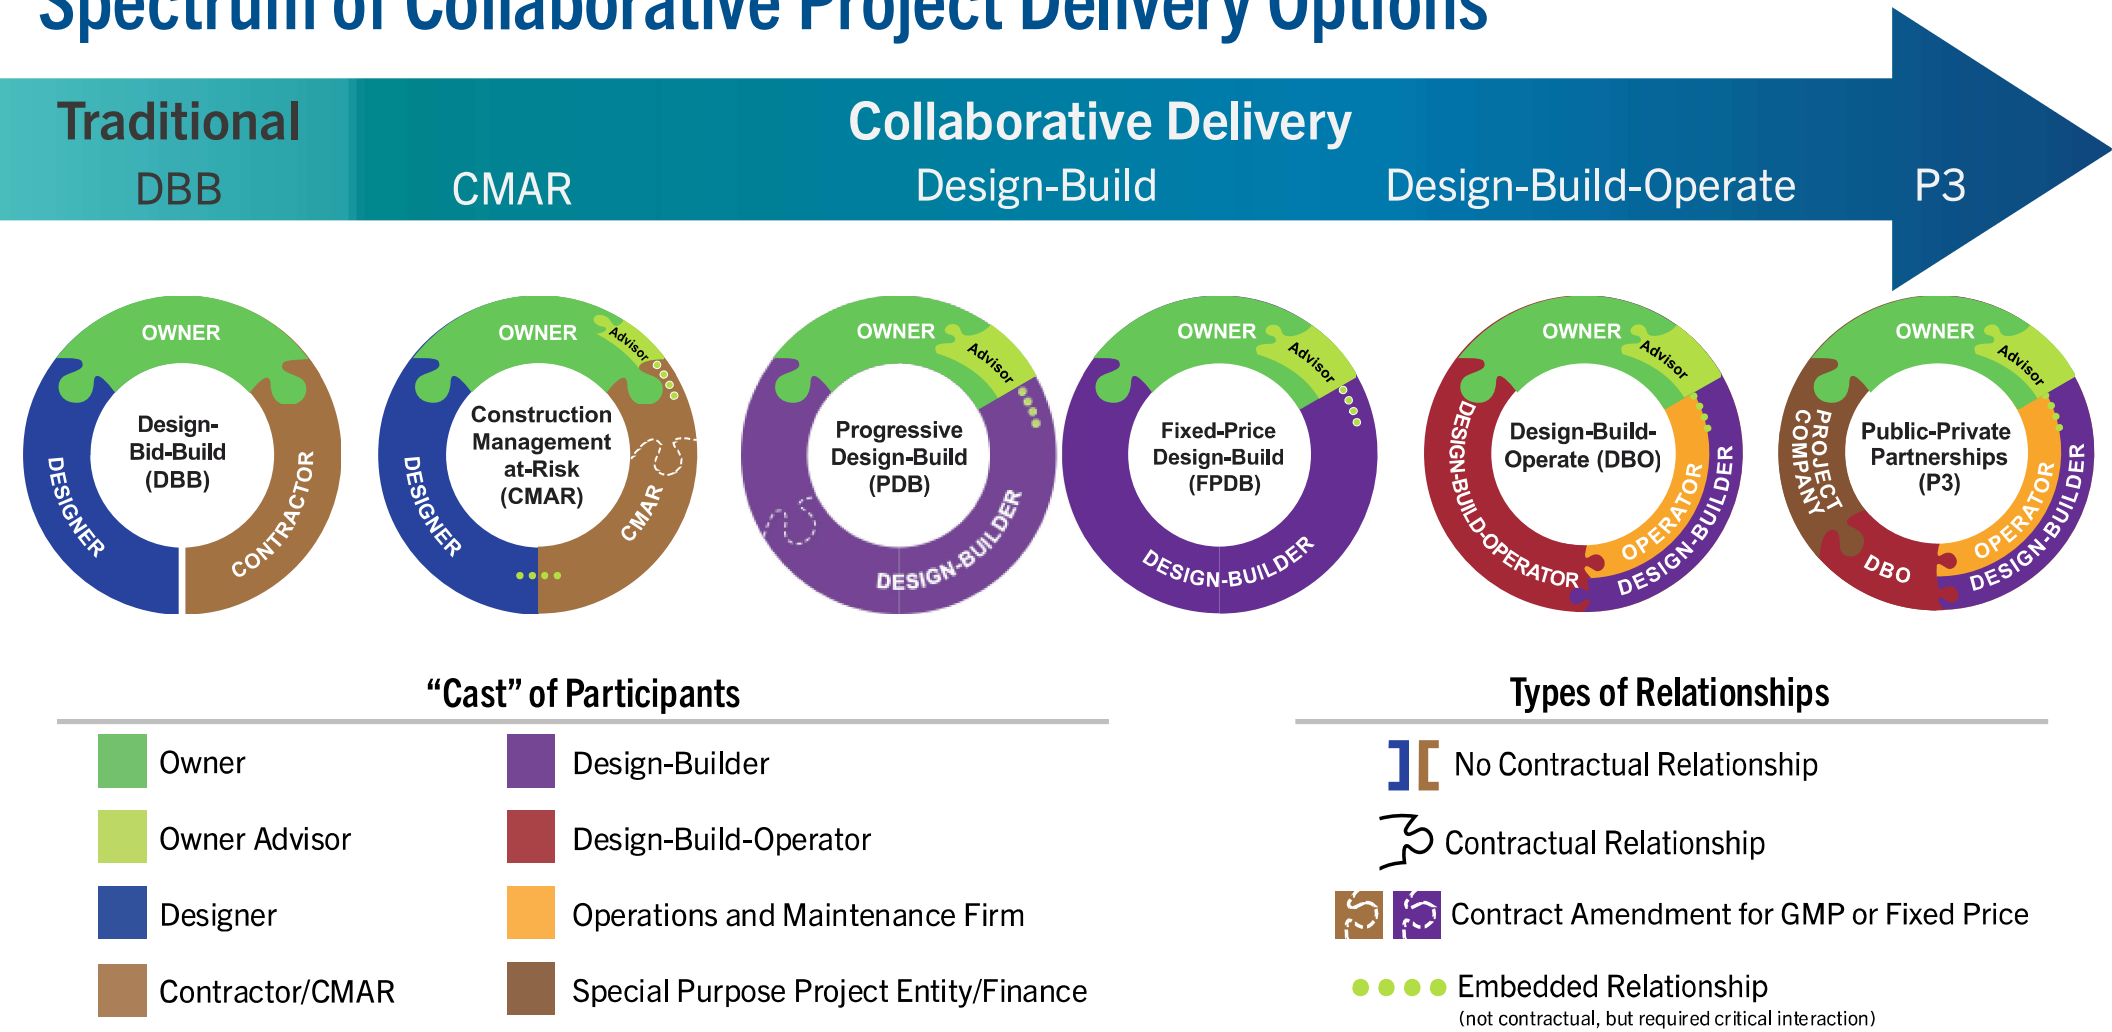 Spectrum of Collaborative Project Delivery Options
Traditional
Collaborative Delivery
DBB
CMAR
Design-Build
Design-Build-Operate
P3
OWNER
DESIGNER
CONTRACTOR
Design-
Bid-Build
(DBB)
OWNER
Advisor
DESIGNER
CMAR
Construction
Management
at-Risk
(CMAR)
OWNER
Advisor
DESIGN-BUILDER
Progressive
Design-Build
(PDB)
OWNER
Advisor
DESIGN-BUILDER
Fixed-Price
Design-Build
(FPDB)
OWNER
Advisor
DESIGN-BUILD-OPERATOR
OPERATOR
DESIGN-BUILDER
Design-Build-
Operate (DBO)
OWNER
Advisor
PROJECT
COMPANY
DBO
OPERATOR
DESIGN-BUILDER
Public-Private
Partnerships
(P3)
“Cast” of Participants
Owner
Owner Advisor
Designer
Contractor/CMAR
Design-Builder
Design-Build-Operator
Operations and Maintenance Firm
Special Purpose Project Entity/Finance
Types of Relationships
No Contractual Relationship
Contractual Relationship
Contract Amendment for GMP or Fixed Price
Embedded Relationship
(not contractual, but required critical interaction)